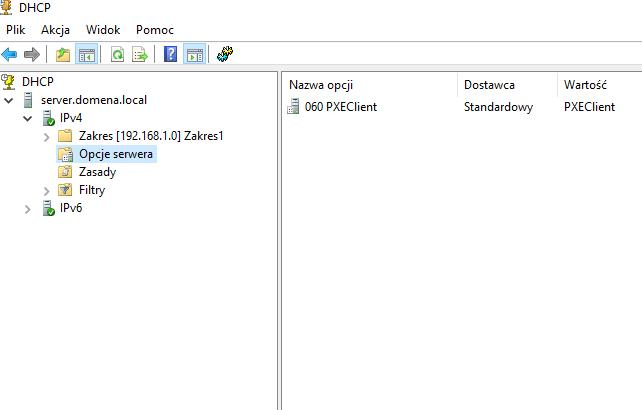 DHCP
Plik Akcja Widok Pomoc
DHCP
server.domena.local
IPv4
Zakres [192.168.1.0] Zakres1
Opcje serwera
Zasady
Filtry
IPv6
Nazwa opcji Dostawca Wartość
060 PXEClient Standardowy PXEClient